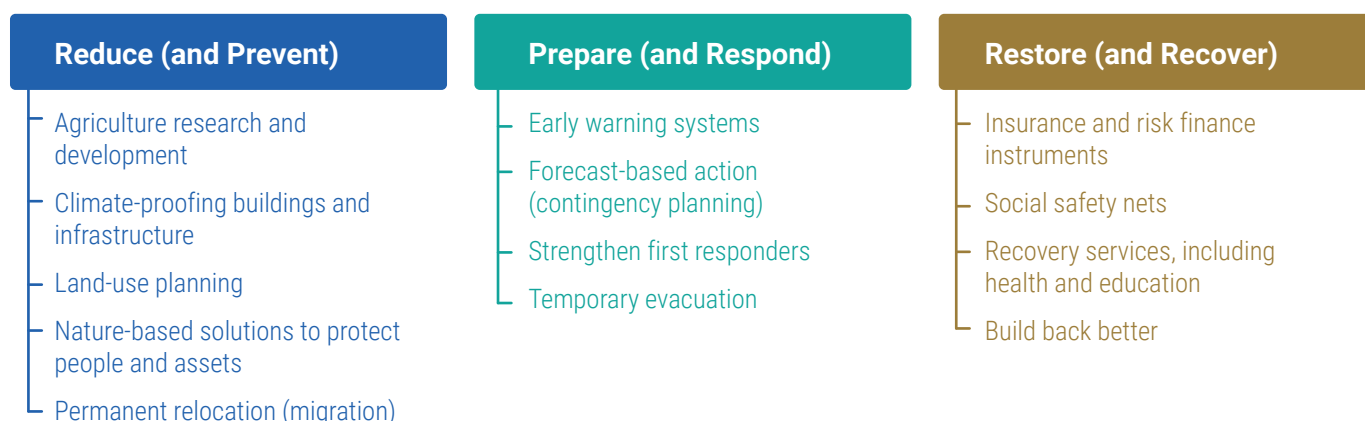 Reduce (and Prevent)
Agriculture research and
development
Climate-proofing buildings and
infrastructure
Land-use planning
Nature-based solutions to protect
people and assets
Permanent relocation (migration)
Prepare (and Respond)
Early warning systems
Forecast-based action
(contingency planning)
Strengthen first responders
Temporary evacuation
Restore (and Recover)
Insurance and risk finance
instruments
Social safety nets
Recovery services, including
health and education
Build back better